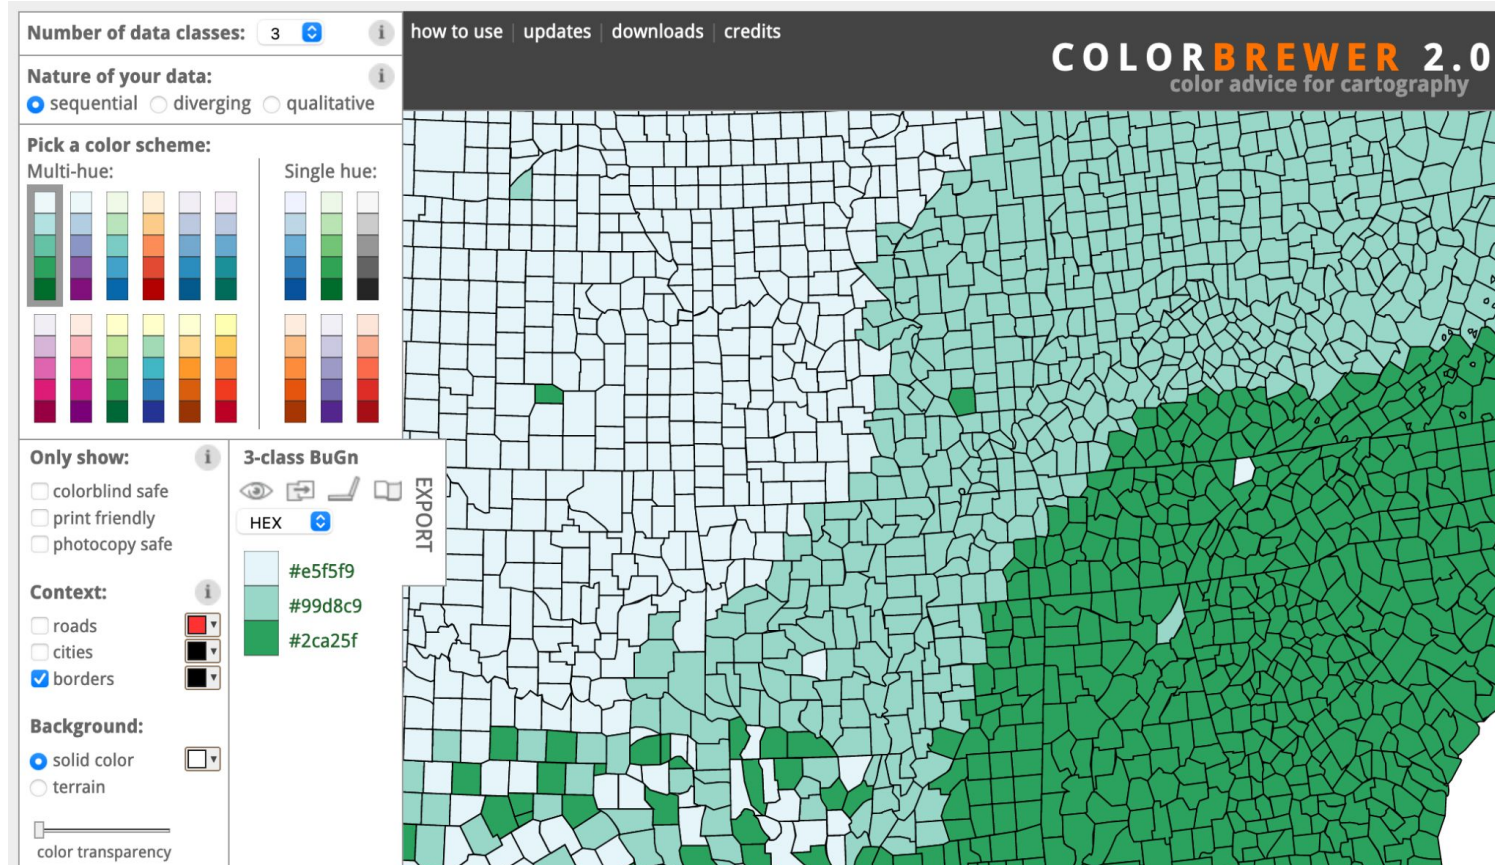 Number of data classes: 3 i
how to use | updates | downloads | credits
COLORBREWER 2.0
color advice for cartography
Nature of your data: i
sequential diverging qualitative
Pick a color scheme:
Multi-hue: Single hue:
Only show: i
colorblind safe
print friendly
photocopy safe
Context: i
roads
cities
borders
Background:
solid color
terrain
color transparency
3-class BuGn
EXPORT
HEX
#e5f5f9
#99d8c9
#2ca25f